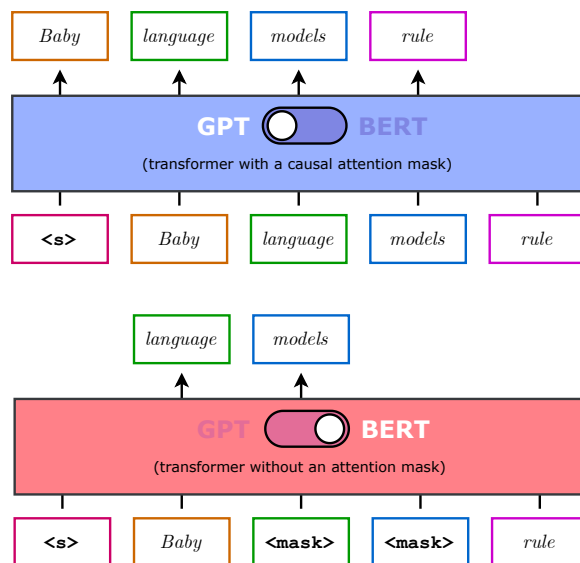 Baby language models rule
GPT BERT
(transformer with a causal attention mask)
<s> Baby language models rule
language models
GPT BERT
(transformer without an attention mask)
<s> Baby <mask> <mask> rule